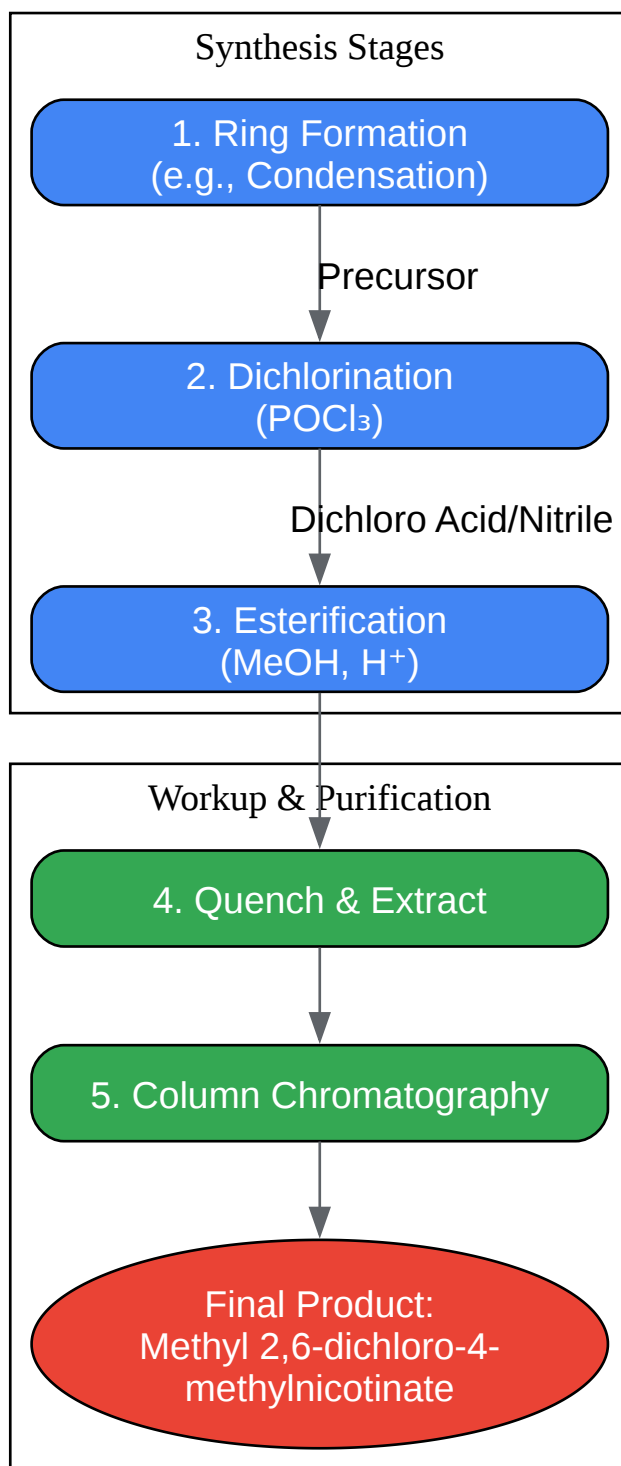 Synthesis Stages
1. Ring Formation
(e.g., Condensation)
Precursor
2. Dichlorination
(POCl₃)
Dichloro Acid/Nitrile
3. Esterification
(MeOH, H⁺)
Workup & Purification
4. Quench & Extract
5. Column Chromatography
Final Product:
Methyl 2,6-dichloro-4-
methylnicotinate